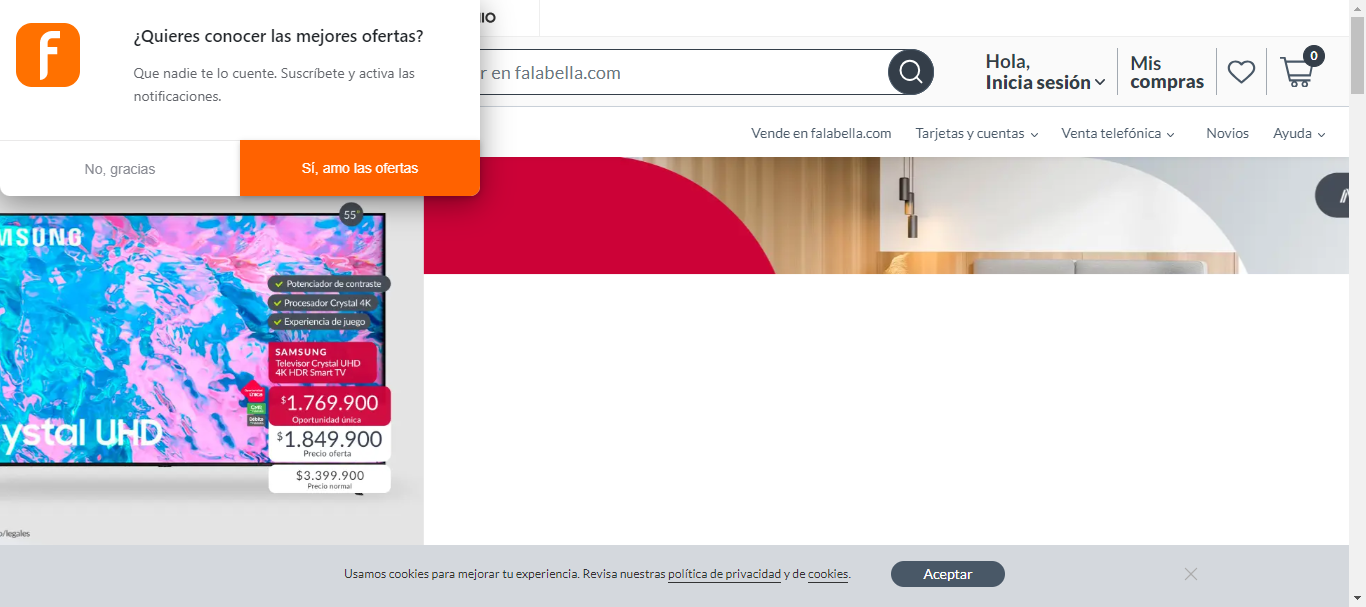 ¿Quieres conocer las mejores ofertas?
Que nadie te lo cuente. Suscríbete y activa las
notificaciones.
No, gracias
Sí, amo las ofertas
r en falabella.com
Hola,
Inicia sesión
Mis
compras
0
Vende en falabella.com
Tarjetas y cuentas
Venta telefónica
Novios
Ayuda
55"
MSUNG
Potenciador de contraste
Procesador Crystal 4K
Experiencia de juego
SAMSUNG
Televisor Crystal UHD
4K HDR Smart TV
$1.769.900
Oportunidad única
$1.849.900
Precio oferta
$3.399.900
Precio normal
ystal UHD
o/legales
Usamos cookies para mejorar tu experiencia. Revisa nuestras política de privacidad y de cookies.
Aceptar